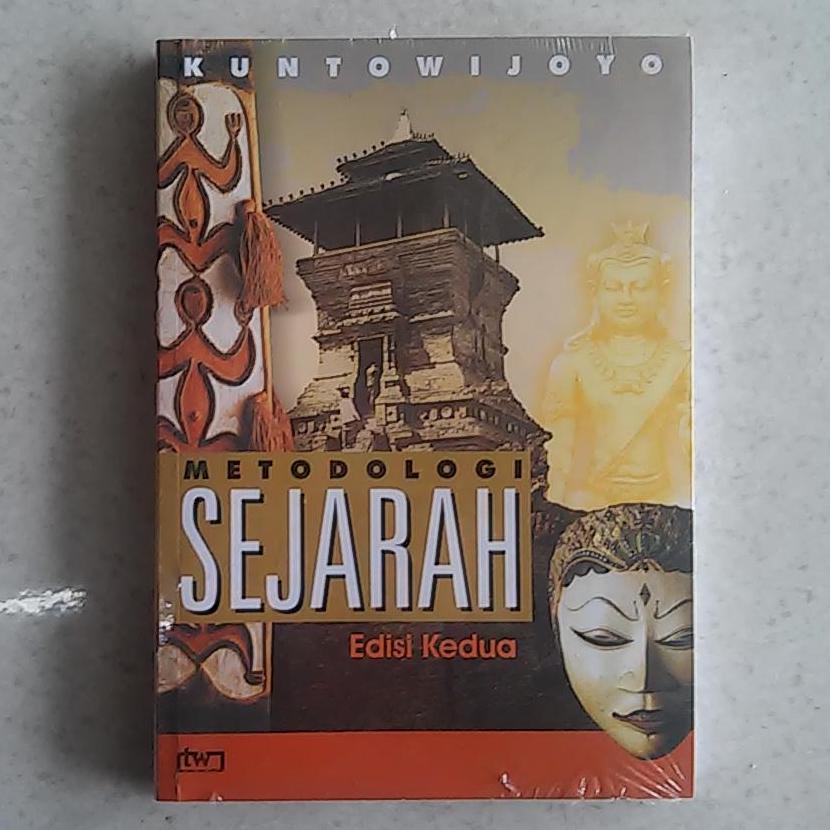 KUNTOWIJOYO
METODOLOGI
SEJARAH
Edisi Kedua
tw